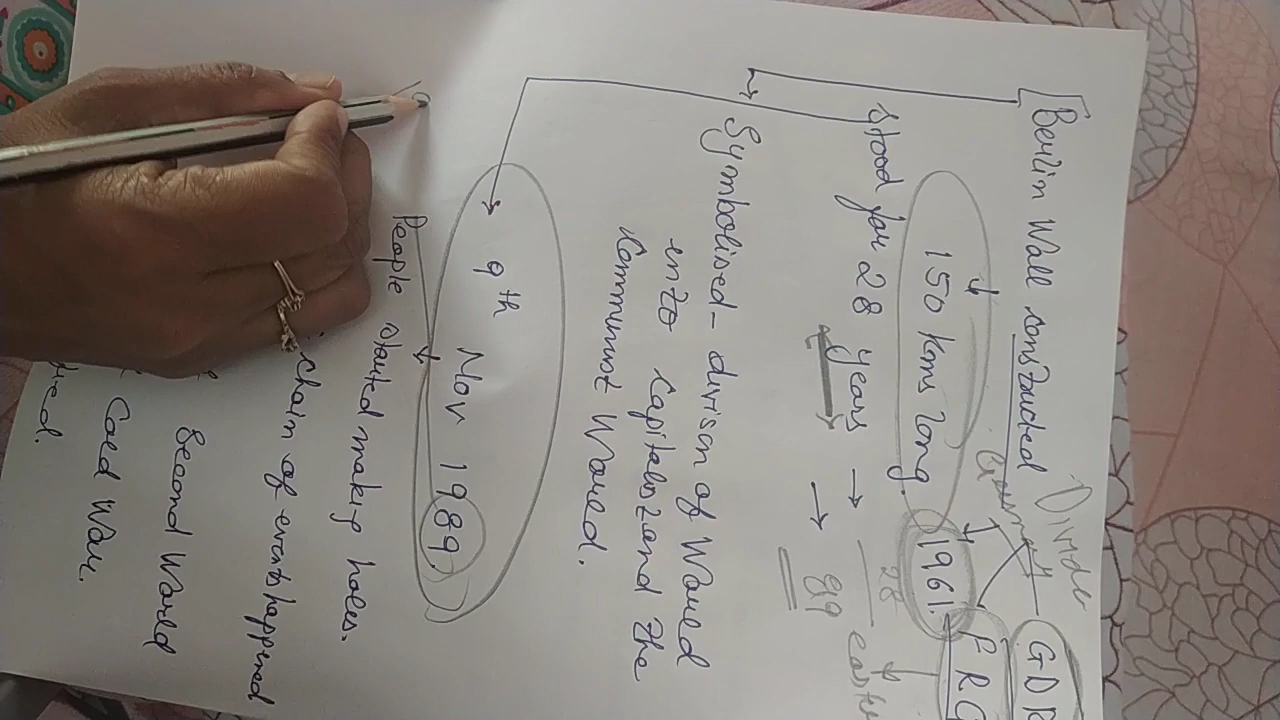 Berlin Wall constructed
Divide
Germany
GDR
FRG
150 kms long.
1961.
28
Stood for 28 years →
→ 89
Symbolised - divison of World
into Capitalist and the
Communist World.
9th Nov 1989
People started making holes.
chain of events happened
Second World
Cold War.